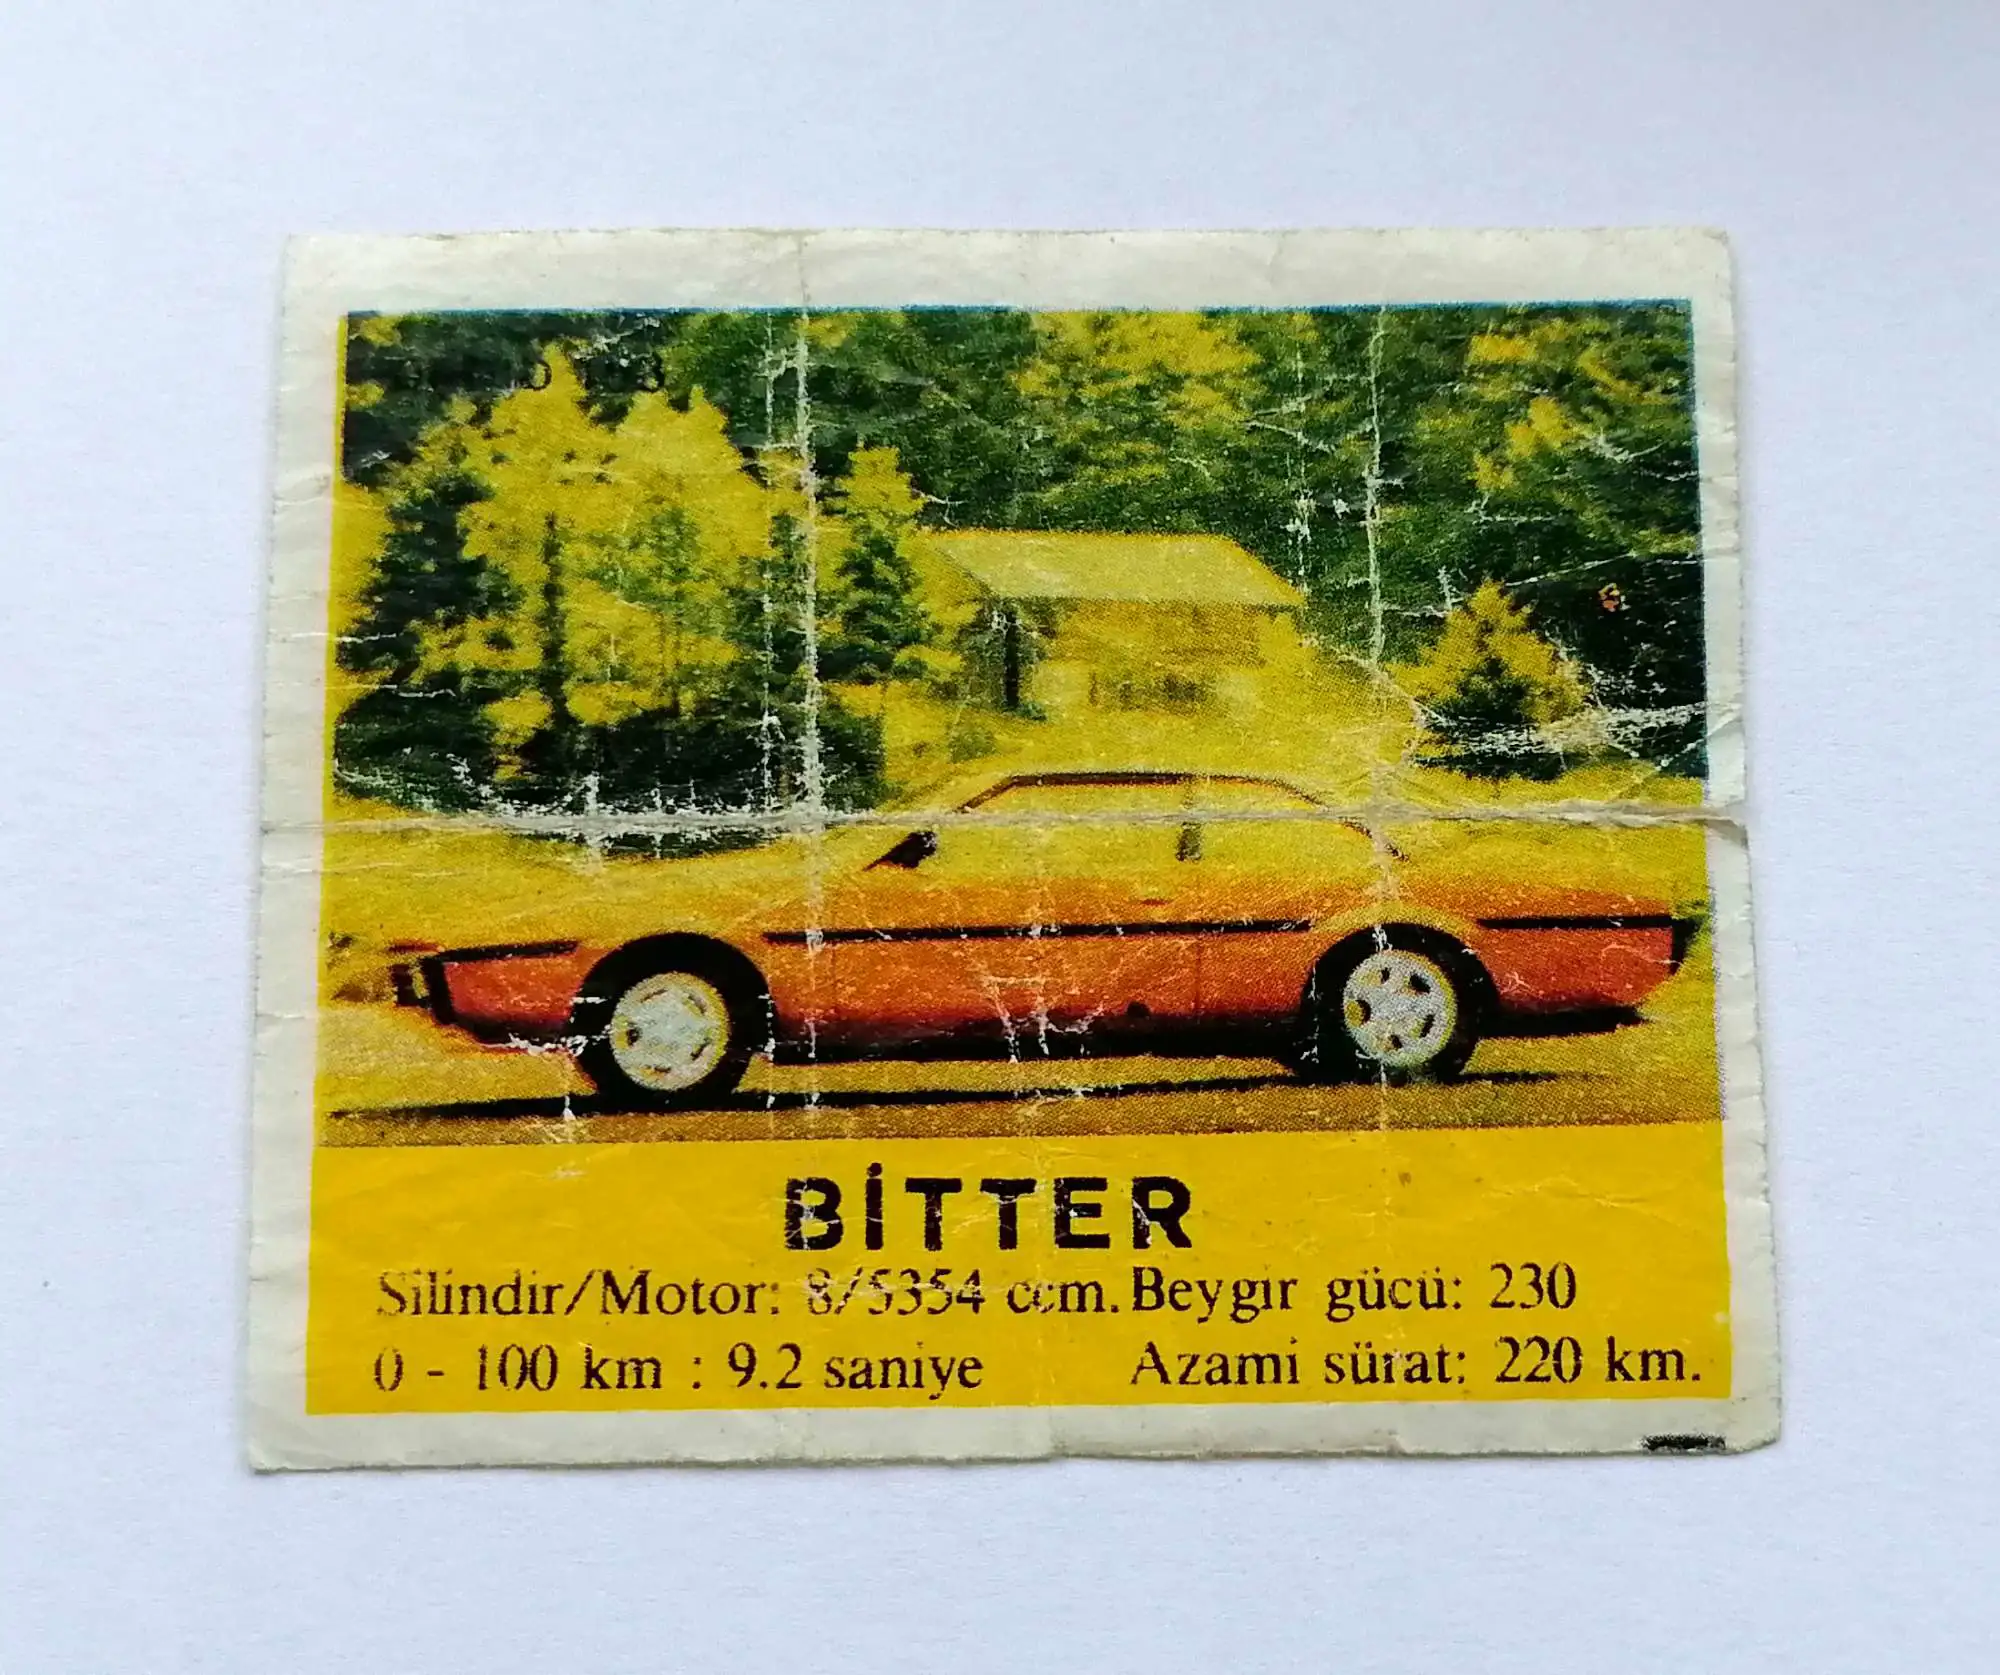 BİTTER
Silindir/Motor: 8/5354 ccm. Beygir gücü: 230
0 - 100 km : 9.2 saniye Azami sürat: 220 km.